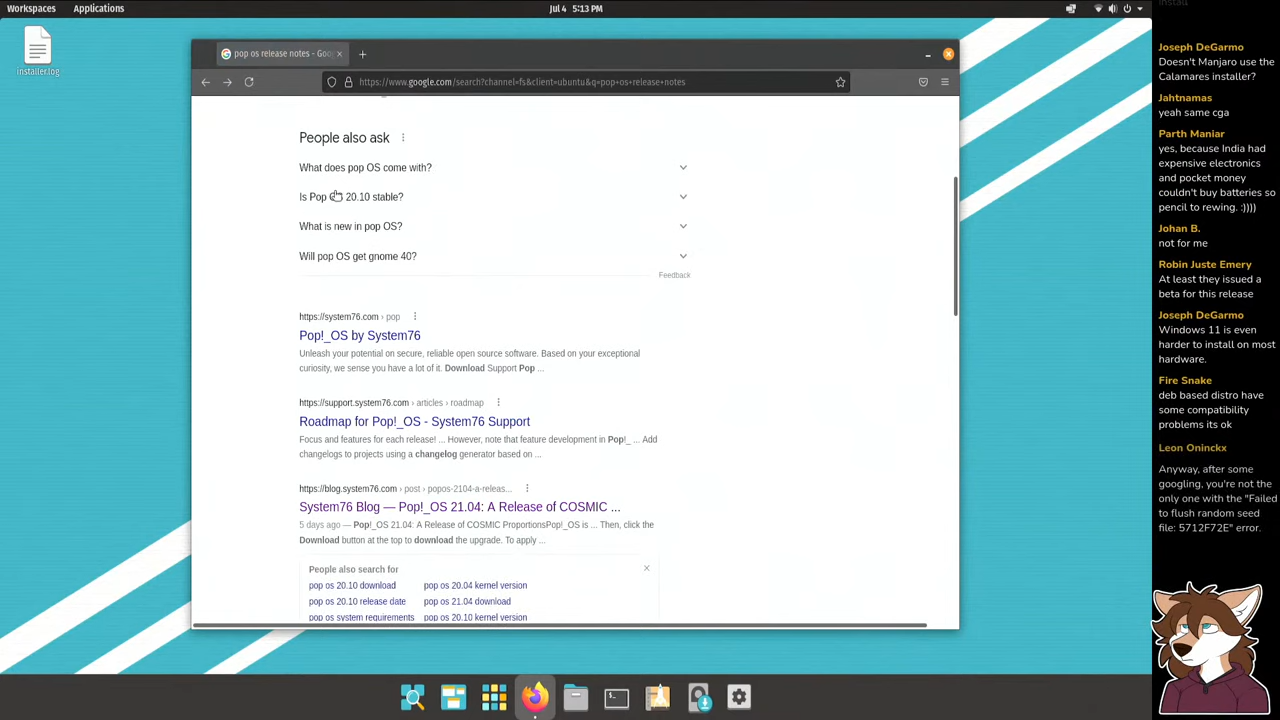 Workspaces Applications
Jul 4 5:13 PM
installer.log
pop os release notes - Goo
https://www.google.com/search?channel=fs&client=ubuntu&q=pop+os+release+notes
People also ask
What does pop OS come with?
Is Pop 20.10 stable?
What is new in pop OS?
Will pop OS get gnome 40?
Feedback
https://system76.com › pop
Pop!_OS by System76
Unleash your potential on secure, reliable open source software. Based on your exceptional
curiosity, we sense you have a lot of it. Download Support Pop ...
https://support.system76.com › articles › roadmap
Roadmap for Pop!_OS - System76 Support
Focus and features for each release! ... However, note that feature development in Pop!_ ... Add
changelogs to projects using a changelog generator based on ...
https://blog.system76.com › post › popos-2104-a-releas...
System76 Blog — Pop!_OS 21.04: A Release of COSMIC ...
5 days ago — Pop!_OS 21.04: A Release of COSMIC ProportionsPop!_OS is ... Then, click the
Download button at the top to download the upgrade. To apply ...
People also search for
pop os 20.10 download pop os 20.04 kernel version
pop os 20.10 release date pop os 21.04 download
pop os system requirements pop os 20.10 kernel version
install
Joseph DeGarmo
Doesn't Manjaro use the
Calamares installer?
Jahtnamas
yeah same cga
Parth Maniar
yes, because India had
expensive electronics
and pocket money
couldn't buy batteries so
pencil to rewing. :))))
Johan B.
not for me
Robin Juste Emery
At least they issued a
beta for this release
Joseph DeGarmo
Windows 11 is even
harder to install on most
hardware.
Fire Snake
deb based distro have
some compatibility
problems its ok
Leon Oninckx
Anyway, after some
googling, you're not the
only one with the "Failed
to flush random seed
file: 5712F72E" error.